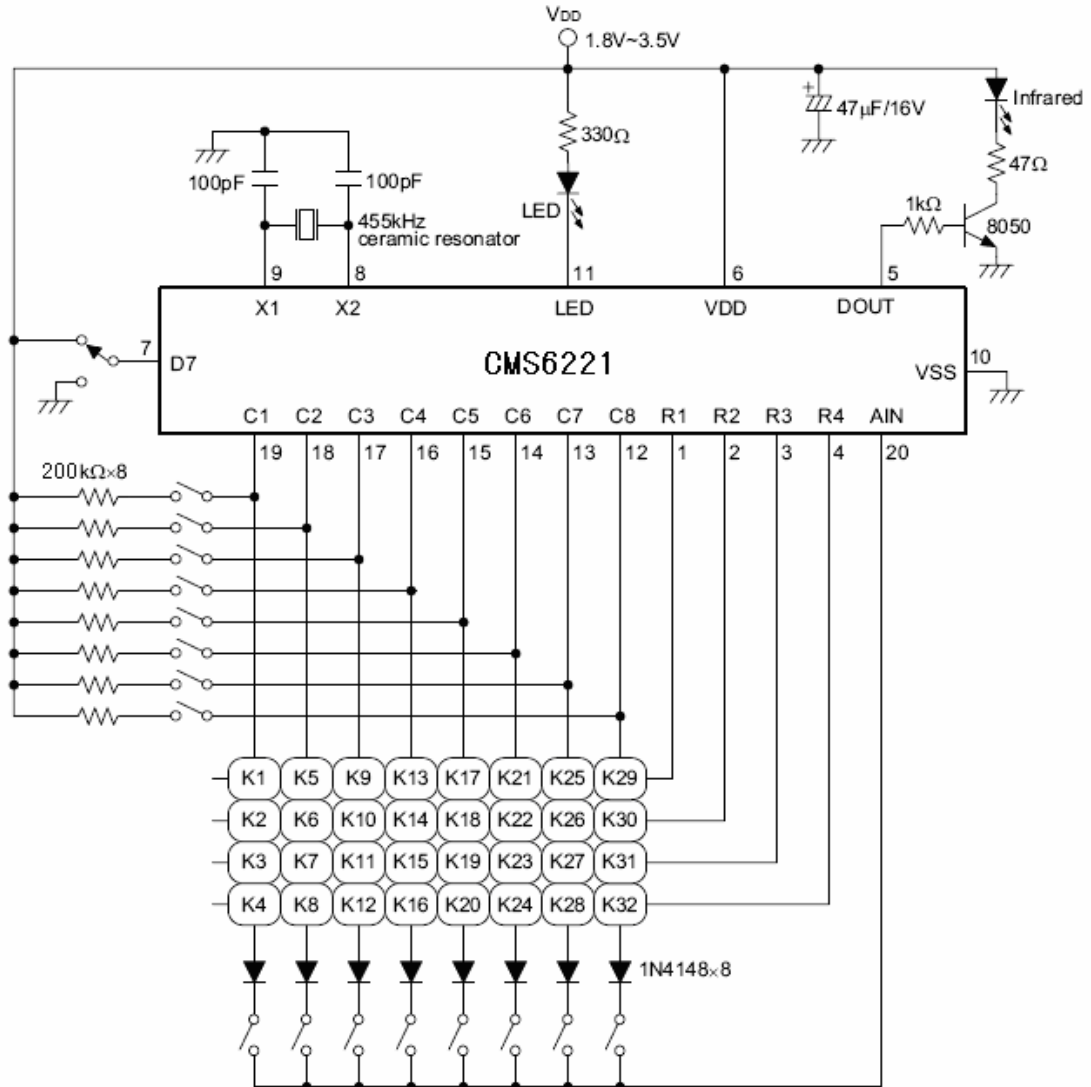 VDD
1.8V~3.5V
47μF/16V
Infrared
330Ω
47Ω
100pF
100pF
LED
1kΩ
8050
455kHz
ceramic resonator
9
8
11
6
5
X1
X2
LED
VDD
DOUT
7
D7
CMS6221
VSS
10
C1
C2
C3
C4
C5
C6
C7
C8
R1
R2
R3
R4
AIN
19
18
17
16
15
14
13
12
1
2
3
4
20
200kΩ×8
K1 K5 K9 K13 K17 K21 K25 K29
K2 K6 K10 K14 K18 K22 K26 K30
K3 K7 K11 K15 K19 K23 K27 K31
K4 K8 K12 K16 K20 K24 K28 K32
1N4148×8